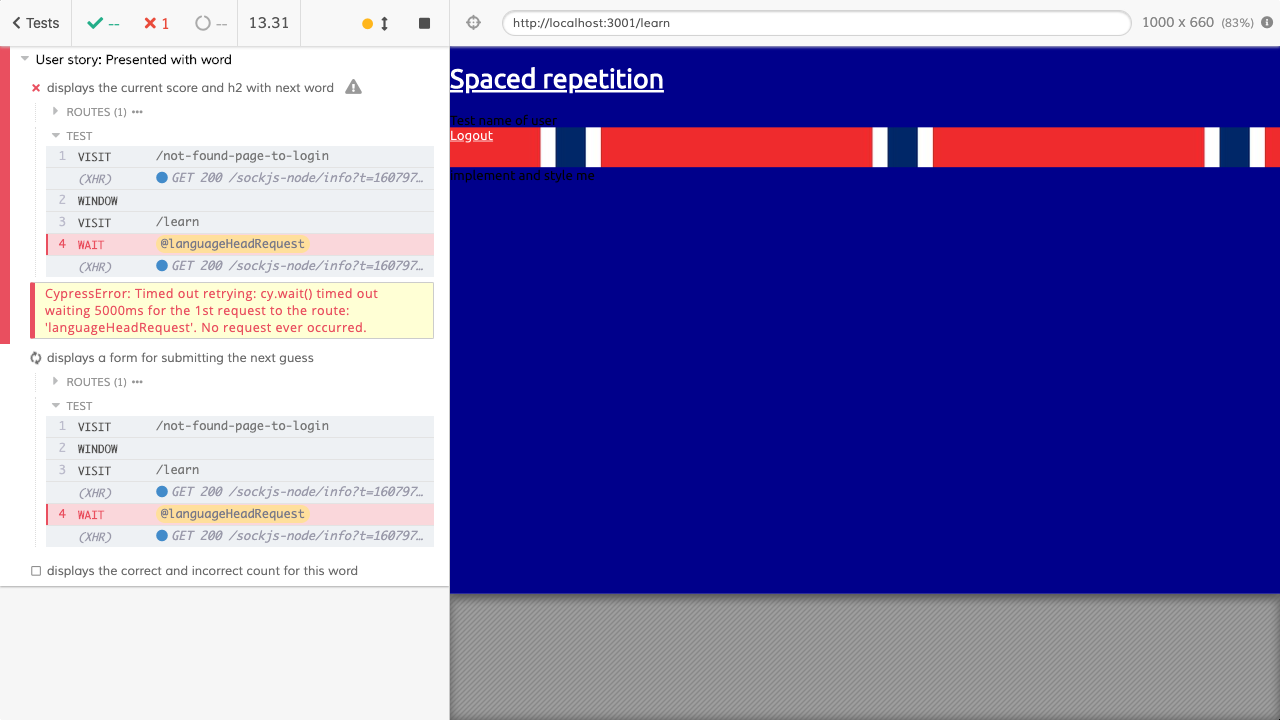 Tests
--
1
--
13.31
http://localhost:3001/learn
1000 x 660 (83%)
User story: Presented with word
displays the current score and h2 with next word
ROUTES (1)
TEST
1 VISIT /not-found-page-to-login
(XHR) GET 200 /sockjs-node/info?t=160797…
2 WINDOW
3 VISIT /learn
4 WAIT @languageHeadRequest
(XHR) GET 200 /sockjs-node/info?t=160797…
CypressError: Timed out retrying: cy.wait() timed out
waiting 5000ms for the 1st request to the route:
'languageHeadRequest'. No request ever occurred.
displays a form for submitting the next guess
ROUTES (1)
TEST
1 VISIT /not-found-page-to-login
2 WINDOW
3 VISIT /learn
(XHR) GET 200 /sockjs-node/info?t=160797…
4 WAIT @languageHeadRequest
(XHR) GET 200 /sockjs-node/info?t=160797…
displays the correct and incorrect count for this word
Spaced repetition
Test name of user
Logout
implement and style me